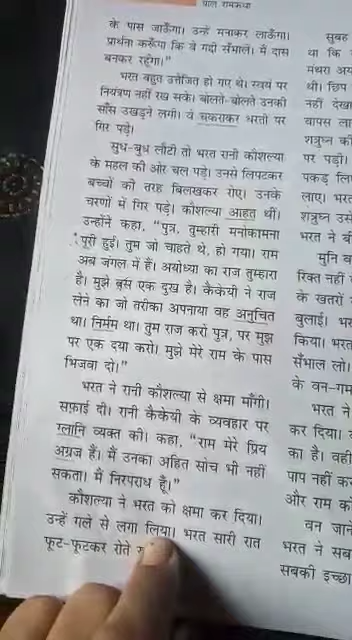 बाल रामकथा
के पास जाऊँगा। उन्हें मनाकर लाऊँगा।
प्रार्थना करूँगा कि वे गद्दी सँभालें। मैं दास
बनकर रहूँगा।"
भरत बहुत उत्तेजित हो गए थे। स्वयं पर
नियंत्रण नहीं रख सके। बोलते-बोलते उनकी
साँस उखड़ने लगी। वे चकराकर धरती पर
गिर पड़े।
सुध-बुध लौटी तो भरत रानी कौशल्या
के महल की ओर चल पड़े। उनसे लिपटकर
बच्चों की तरह बिलखकर रोए। उनके
चरणों में गिर पड़े। कौशल्या आहत थीं।
उन्होंने कहा, "पुत्र, तुम्हारी मनोकामना
पूरी हुई। तुम जो चाहते थे, हो गया। राम
अब जंगल में हैं। अयोध्या का राज तुम्हारा
है। मुझे बस एक दुख है। कैकेयी ने राज
लेने का जो तरीका अपनाया वह अनुचित
था। निर्मम था। तुम राज करो पुत्र, पर मुझ
पर एक दया करो। मुझे मेरे राम के पास
भिजवा दो।"
भरत ने रानी कौशल्या से क्षमा माँगी।
सफ़ाई दी। रानी कैकेयी के व्यवहार पर
ग्लानि व्यक्त की। कहा, "राम मेरे प्रिय
अग्रज हैं। मैं उनका अहित सोच भी नहीं
सकता। मैं निरपराध हूँ।"
कौशल्या ने भरत को क्षमा कर दिया।
उन्हें गले से लगा लिया। भरत सारी रात
फूट-फूटकर रोते
सुबह
था कि
मंथरा अय
थी। छिप
नहीं देखा
वापस ला
शत्रुघ्न क
पर पड़ी।
पकड़ लि
लाए। भर
शत्रुघ्न उसे
भरत ने बी
मुनि व
रिक्त नहीं
के खतरों
बुलाई। भर
किया। भरत
सँभाल लो।
के वन-गम
भरत ने
कर दिया।
का है। वही
पाप नहीं क
और राम क
वन जान
भरत ने सब
सबकी इच्छा